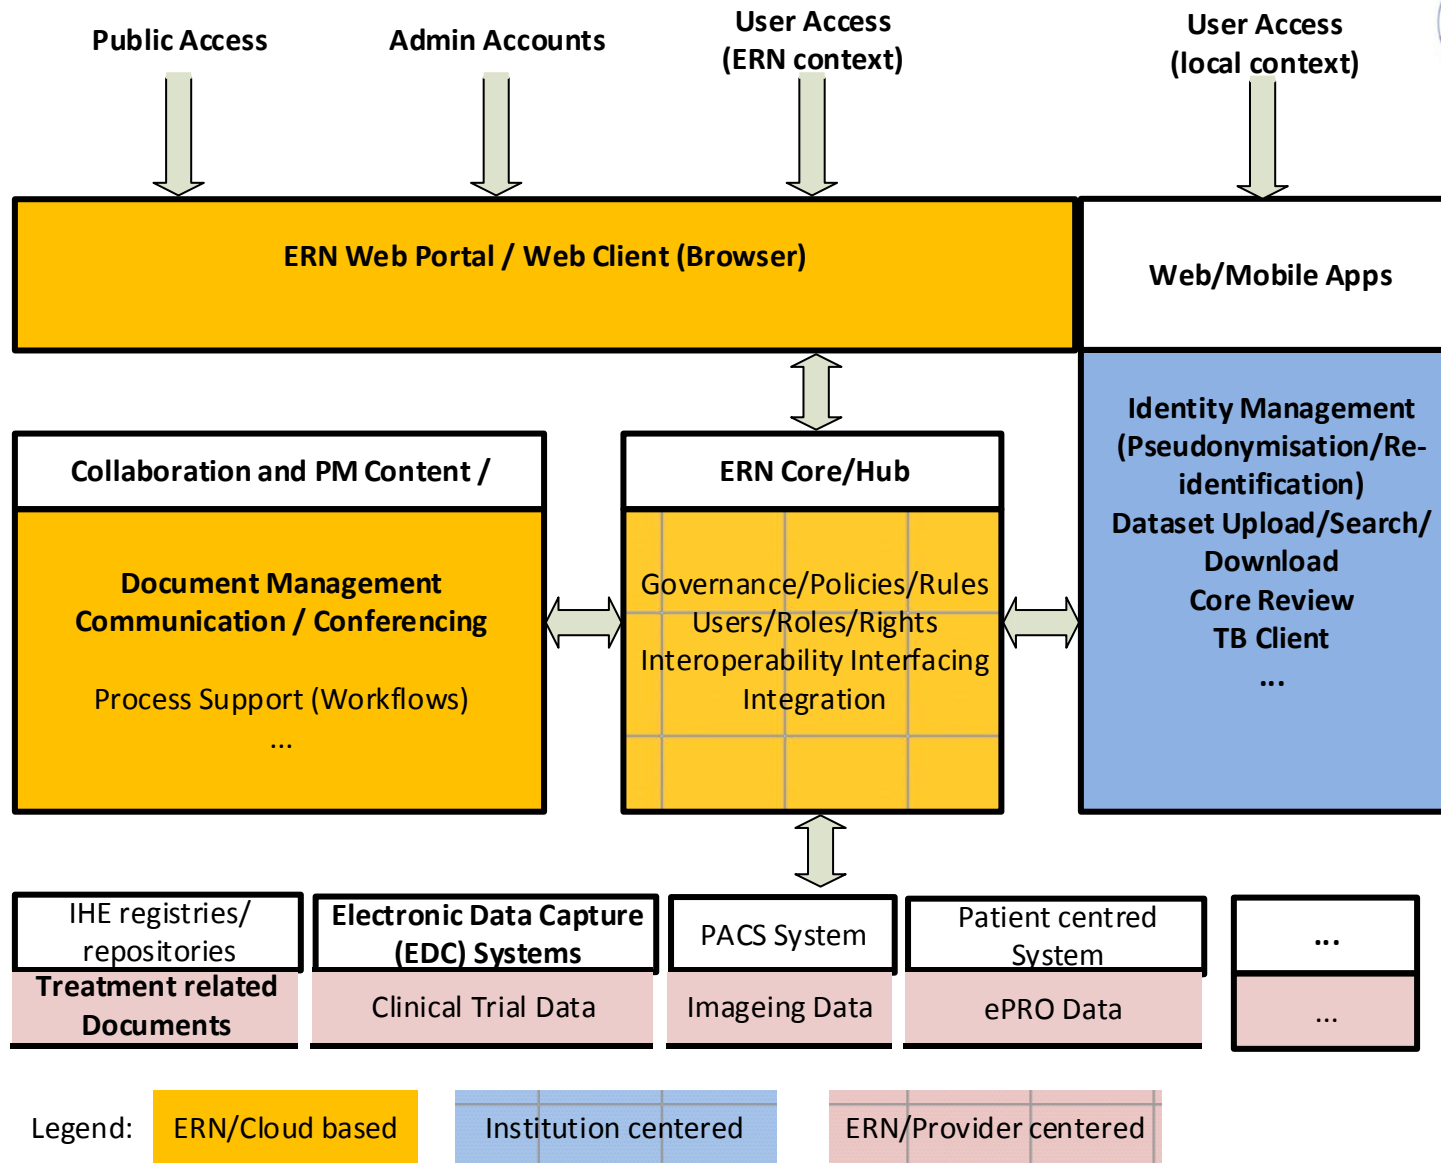 Public Access
Admin Accounts
User Access
(ERN context)
User Access
(local context)
ERN Web Portal / Web Client (Browser)
Web/Mobile Apps
Identity Management
(Pseudonymisation/Re-
identification)
Dataset Upload/Search/
Download
Core Review
TB Client
...
Collaboration and PM Content /
Document Management
Communication / Conferencing
Process Support (Workflows)
...
ERN Core/Hub
Governance/Policies/Rules
Users/Roles/Rights
Interoperability Interfacing
Integration
IHE registries/
repositories
Treatment related
Documents
Electronic Data Capture
(EDC) Systems
Clinical Trial Data
PACS System
Imageing Data
Patient centred
System
ePRO Data
...
...
Legend:
ERN/Cloud based
Institution centered
ERN/Provider centered